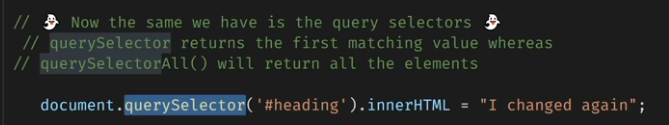 // 👻 Now the same we have is the query selectors 👻
// querySelector returns the first matching value whereas
// querySelectorAll() will return all the elements
document.querySelector('#heading').innerHTML = "I changed again";